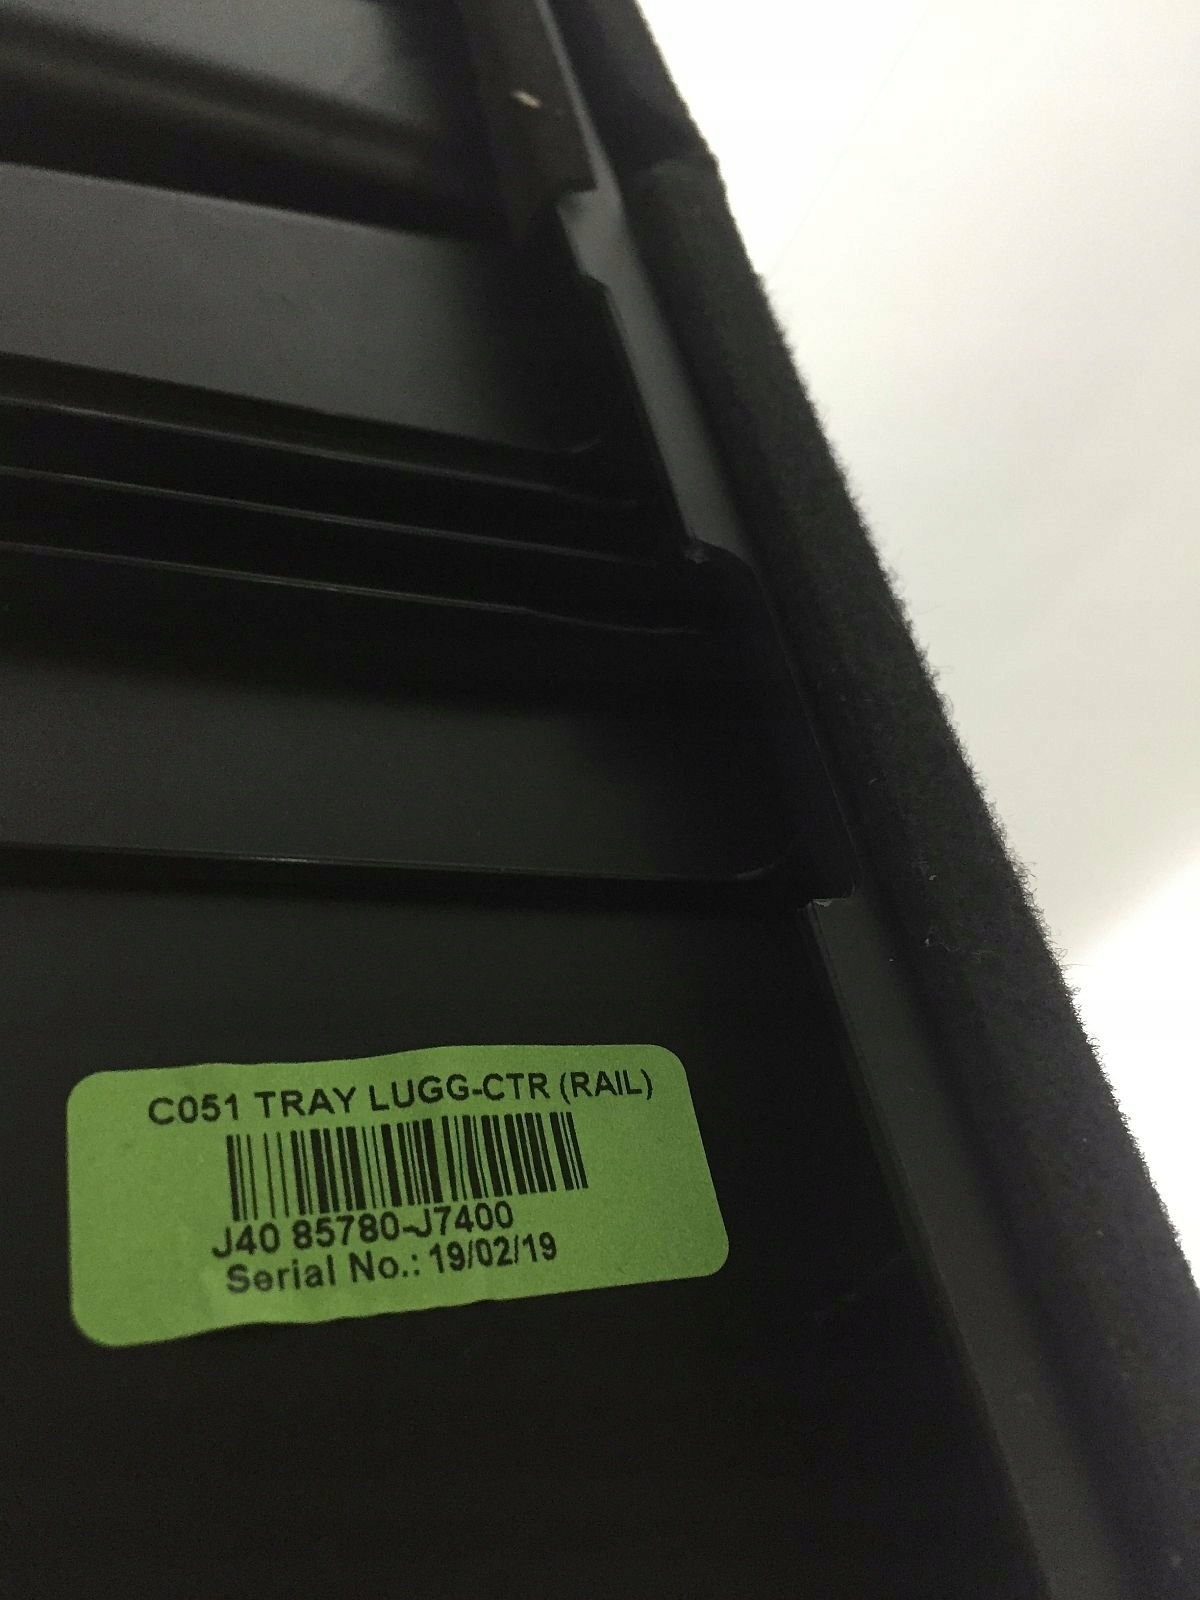 C051 TRAY LUGG-CTR (RAIL)
J40 85780-J7400
Serial No.: 19/02/19